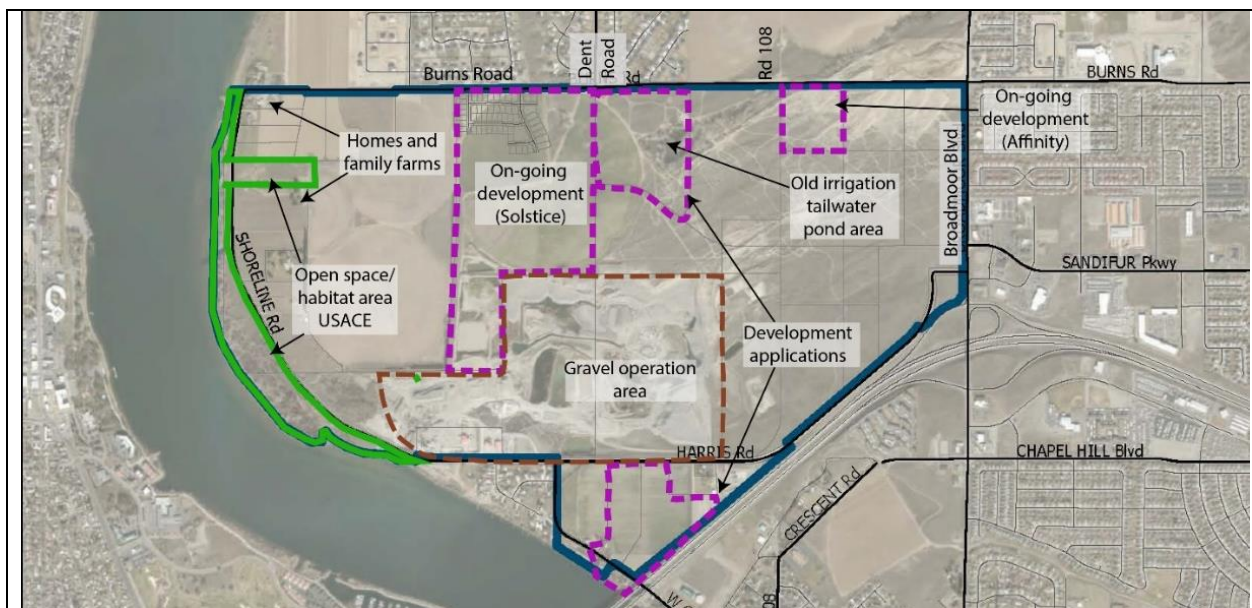 Burns Road
Dent
Road
Rd
Rd 108
BURNS Rd
Homes and
family farms
On-going
development
(Solstice)
On-going
development
(Affinity)
Old irrigation
tailwater
pond area
Broadmoor Blvd
SANDIFUR Pkwy
SHORELINE Rd
Open space/
habitat area
USACE
Development
applications
Gravel operation
area
HARRIS Rd
CHAPEL HILL Blvd
CRESCENT Rd
W
08